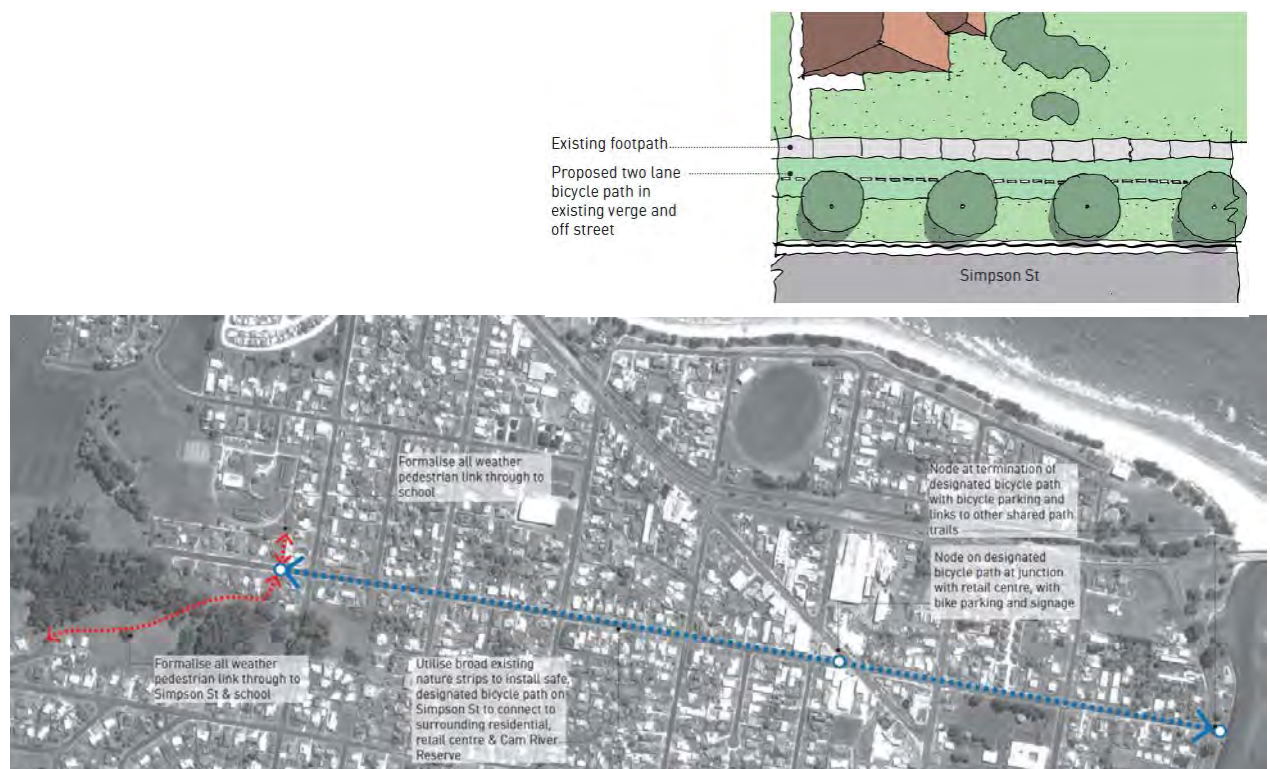 Existing footpath
Proposed two lane
bicycle path in
existing verge and
off street
Simpson St
Formalise all weather
pedestrian link through to
school
Node at termination of
designated bicycle path
with bicycle parking and
links to other shared path
trails
Node on designated
bicycle path at junction
with retail centre, with
bike parking and signage
Formalise all weather
pedestrian link through to
Simpson St & school
Utilise broad existing
nature strips to install safe,
designated bicycle path on
Simpson St to connect to
surrounding residential,
retail centre & Cam River
Reserve